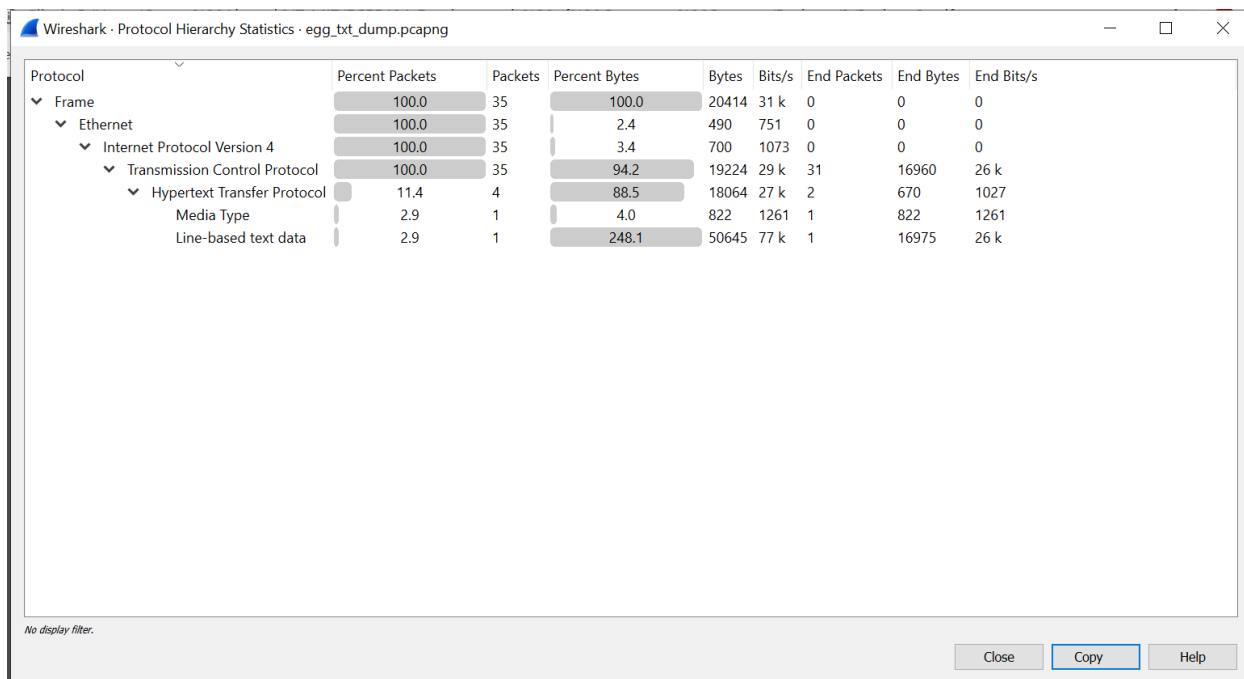 Wireshark · Protocol Hierarchy Statistics · egg_txt_dump.pcapng
Protocol Percent Packets Packets Percent Bytes Bytes Bits/s End Packets End Bytes End Bits/s
Frame 100.0 35 100.0 20414 31 k 0 0 0
Ethernet 100.0 35 2.4 490 751 0 0 0
Internet Protocol Version 4 100.0 35 3.4 700 1073 0 0 0
Transmission Control Protocol 100.0 35 94.2 19224 29 k 31 16960 26 k
Hypertext Transfer Protocol 11.4 4 88.5 18064 27 k 2 670 1027
Media Type 2.9 1 4.0 822 1261 1 822 1261
Line-based text data 2.9 1 248.1 50645 77 k 1 16975 26 k
No display filter.
Close Copy Help